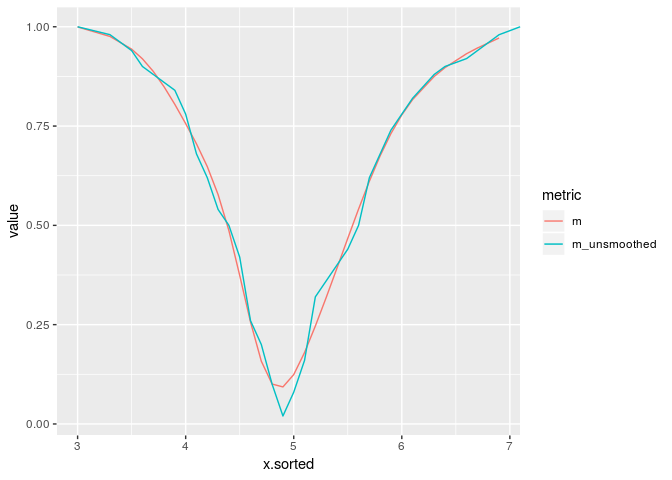 1.00
0.75
0.50
0.25
0.00
value
3 4 5 6 7
x.sorted
metric
m
m_unsmoothed